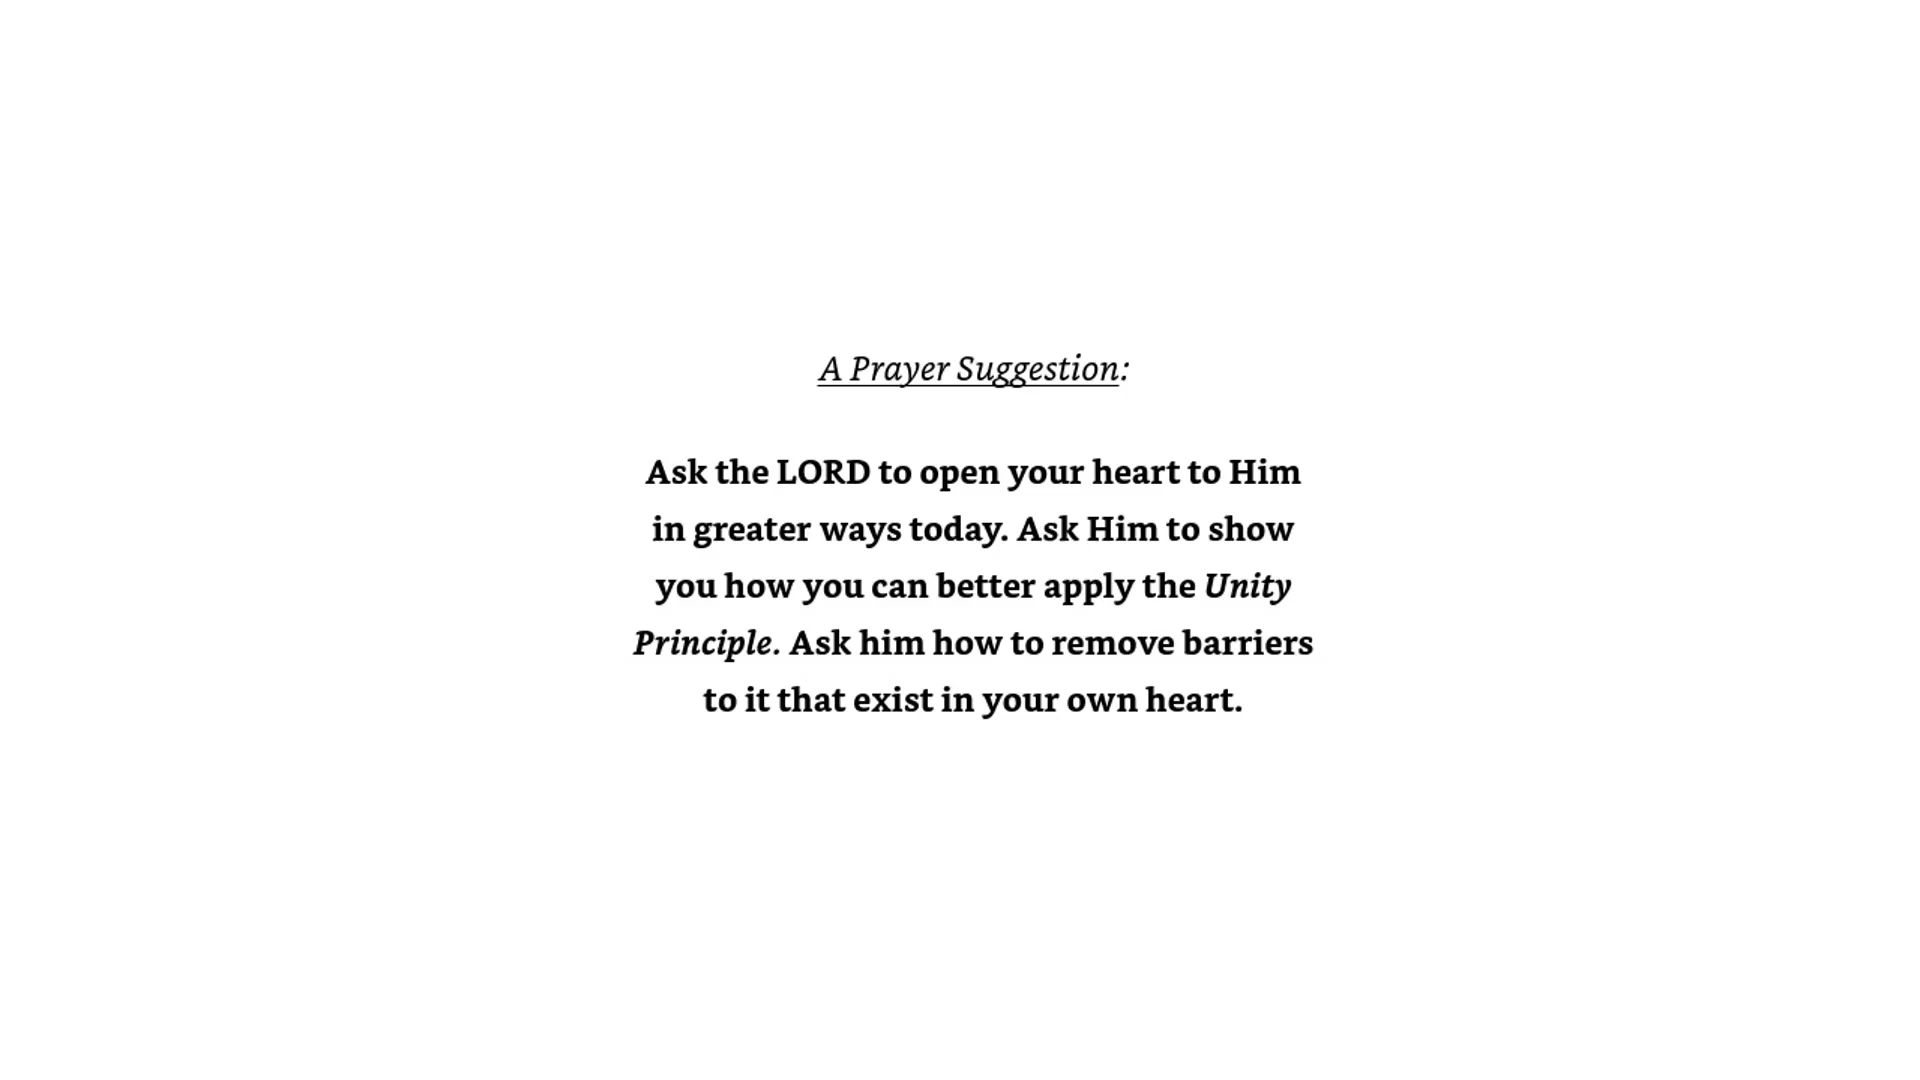 A Prayer Suggestion:
Ask the LORD to open your heart to Him
in greater ways today. Ask Him to show
you how you can better apply the Unity
Principle. Ask him how to remove barriers
to it that exist in your own heart.